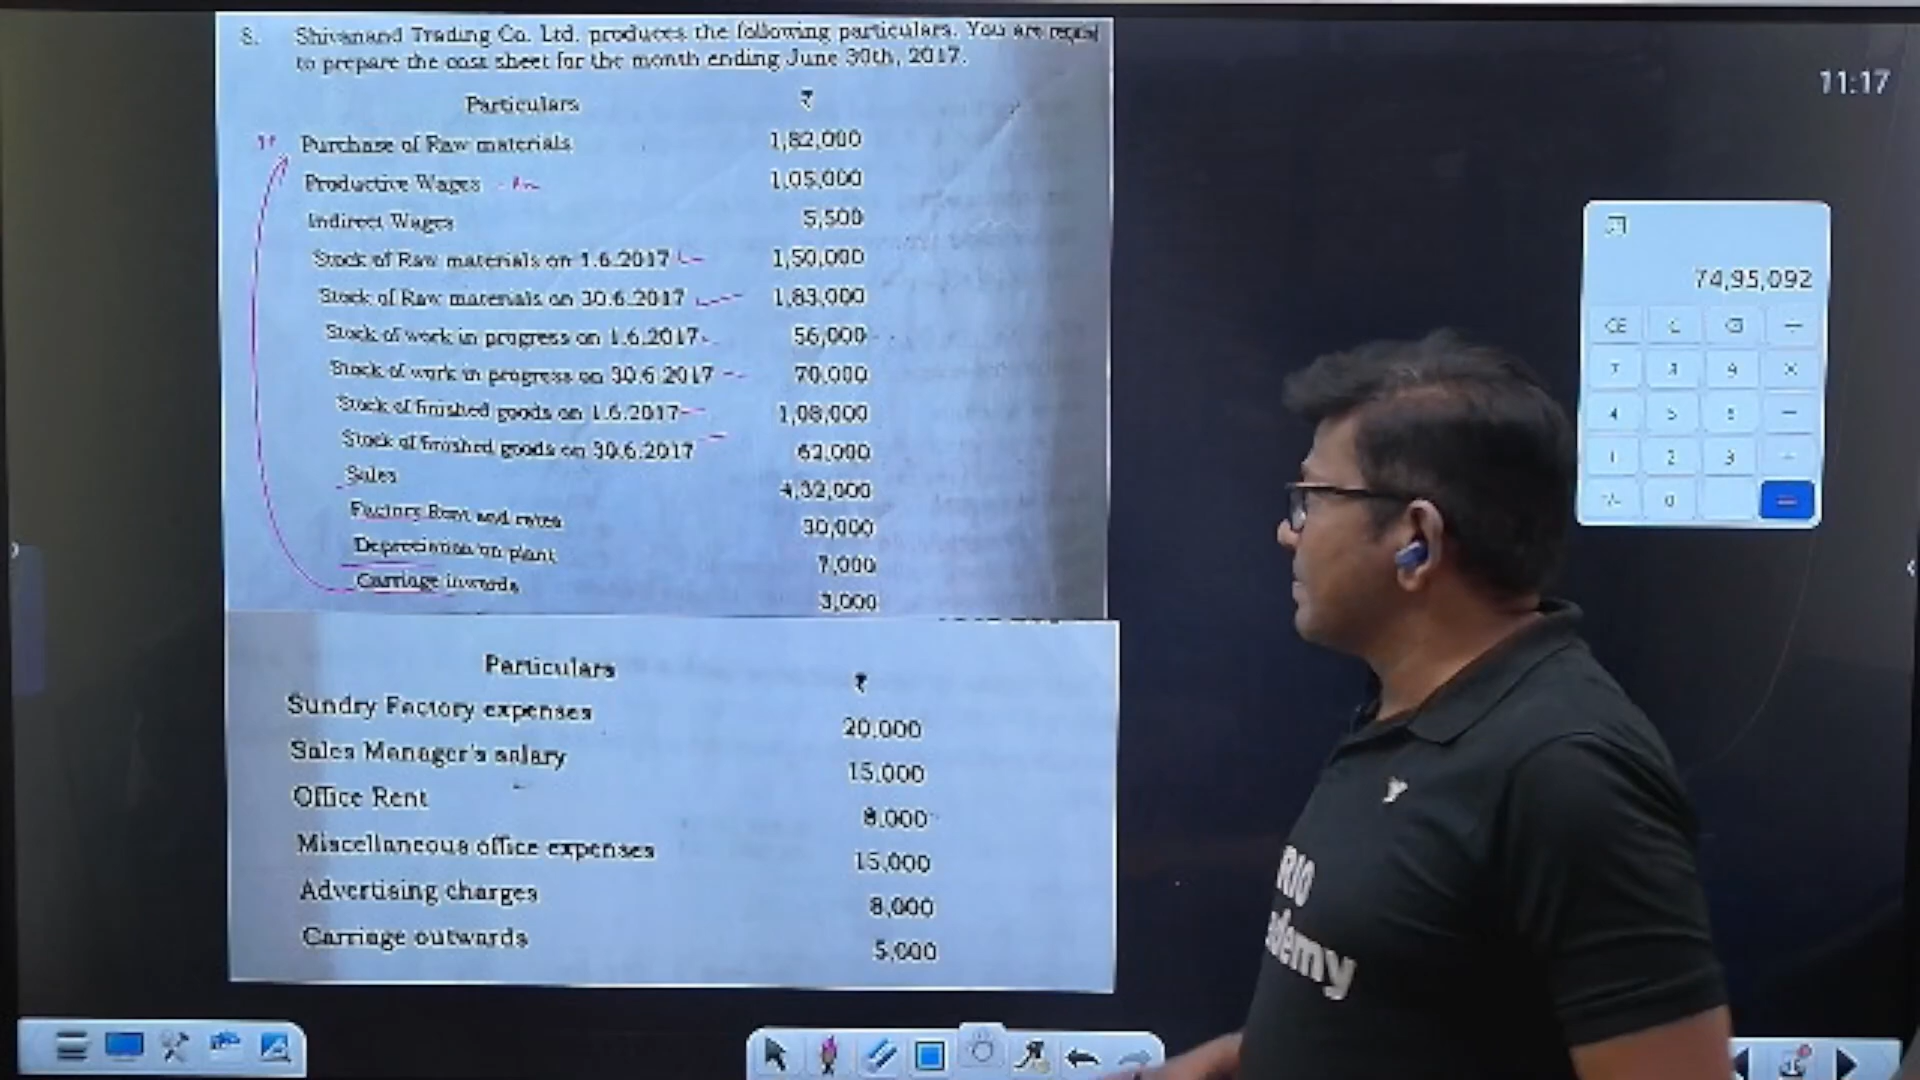 8. Shivanand Trading Co. Ltd. produces the following particulars. You are
to prepare the cost sheet for the month ending June 30th, 2017.
Particulars ₹
Purchase of Raw materials 1,82,000
Productive Wages 1,05,000
Indirect Wages 5,500
Stock of Raw materials on 1.6.2017 1,50,000
Stock of Raw materials on 30.6.2017 1,83,000
Stock of work in progress on 1.6.2017 56,000
Stock of work in progress on 30.6.2017 70,000
Stock of finished goods on 1.6.2017 1,08,000
Stock of finished goods on 30.6.2017 62,000
Sales 4,32,000
Factory Rent and rates 30,000
Depreciation on plant 7,000
Carriage inwards 3,000
Particulars ₹
Sundry Factory expenses 20,000
Sales Manager's salary 15,000
Office Rent 8,000
Miscellaneous office expenses 15,000
Advertising charges 8,000
Carriage outwards 5,000
11:17
74,95,092
CE C ÷
7 8 9 ×
4 5 6 −
1 2 3 +
+/- 0 =
RIO
demy